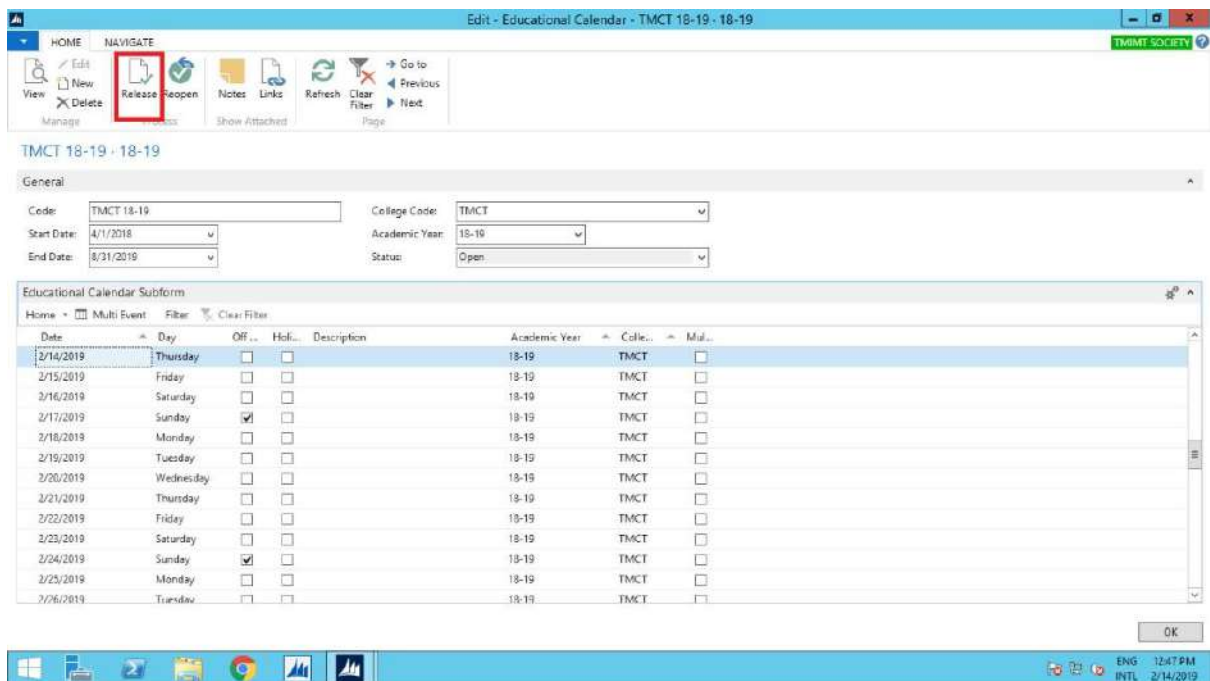 Edit - Educational Calendar - TMCT 18-19 · 18-19
HOME NAVIGATE TMIMT SOCIETY
View Edit New Delete Release Reopen Notes Links Refresh Clear Filter Go to Previous Next
Manage Process Show Attached Page
TMCT 18-19 · 18-19
General
Code: TMCT 18-19 College Code: TMCT
Start Date: 4/1/2018 Academic Year: 18-19
End Date: 8/31/2019 Status: Open
Educational Calendar Subform
Home Multi Event Filter Clear Filter
Date Day Off ... Holi... Description Academic Year Colle... Mul...
2/14/2019 Thursday 18-19 TMCT
2/15/2019 Friday 18-19 TMCT
2/16/2019 Saturday 18-19 TMCT
2/17/2019 Sunday 18-19 TMCT
2/18/2019 Monday 18-19 TMCT
2/19/2019 Tuesday 18-19 TMCT
2/20/2019 Wednesday 18-19 TMCT
2/21/2019 Thursday 18-19 TMCT
2/22/2019 Friday 18-19 TMCT
2/23/2019 Saturday 18-19 TMCT
2/24/2019 Sunday 18-19 TMCT
2/25/2019 Monday 18-19 TMCT
2/26/2019 Tuesday 18-19 TMCT
OK
ENG 12:47 PM
INTL 2/14/2019